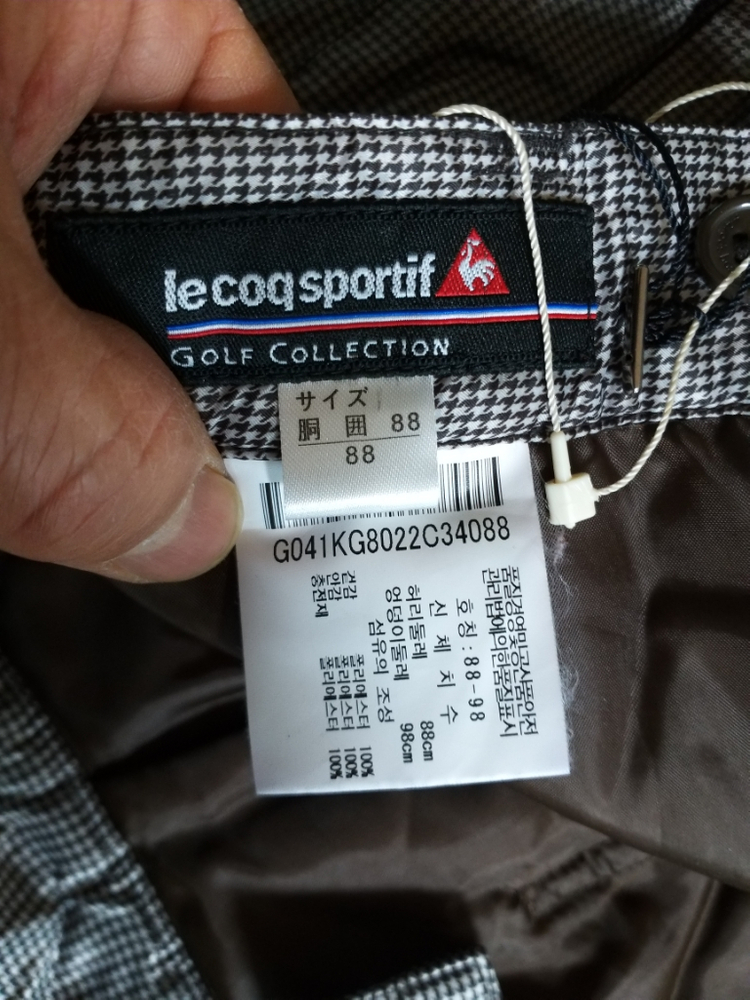 le coq sportif
GOLF COLLECTION
サイズ
胴 囲 88
88
G041KG8022C34088
품질경영및공산품안전
관리법에의한품질표시
호칭 : 88-98
신 체 치 수
허리둘레 88cm
엉덩이둘레 98cm
섬유의 조성
겉감 폴리에스터 100%
안감 폴리에스터 100%
충전재 폴리에스터 100%